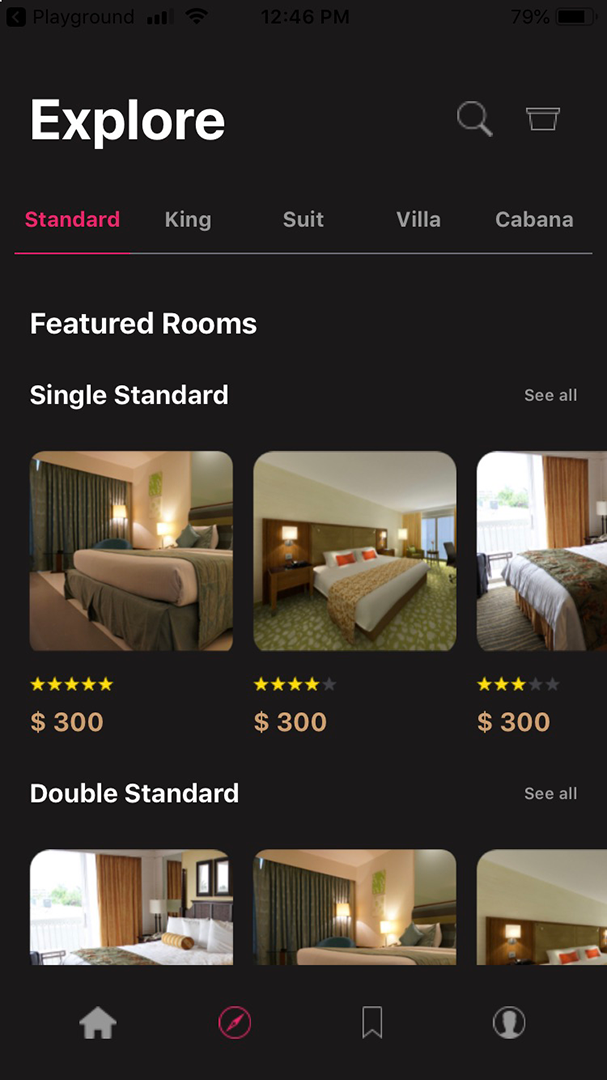 Playground 12:46 PM 79%
Explore
Standard King Suit Villa Cabana
Featured Rooms
Single Standard See all
$ 300 $ 300 $ 300
Double Standard See all